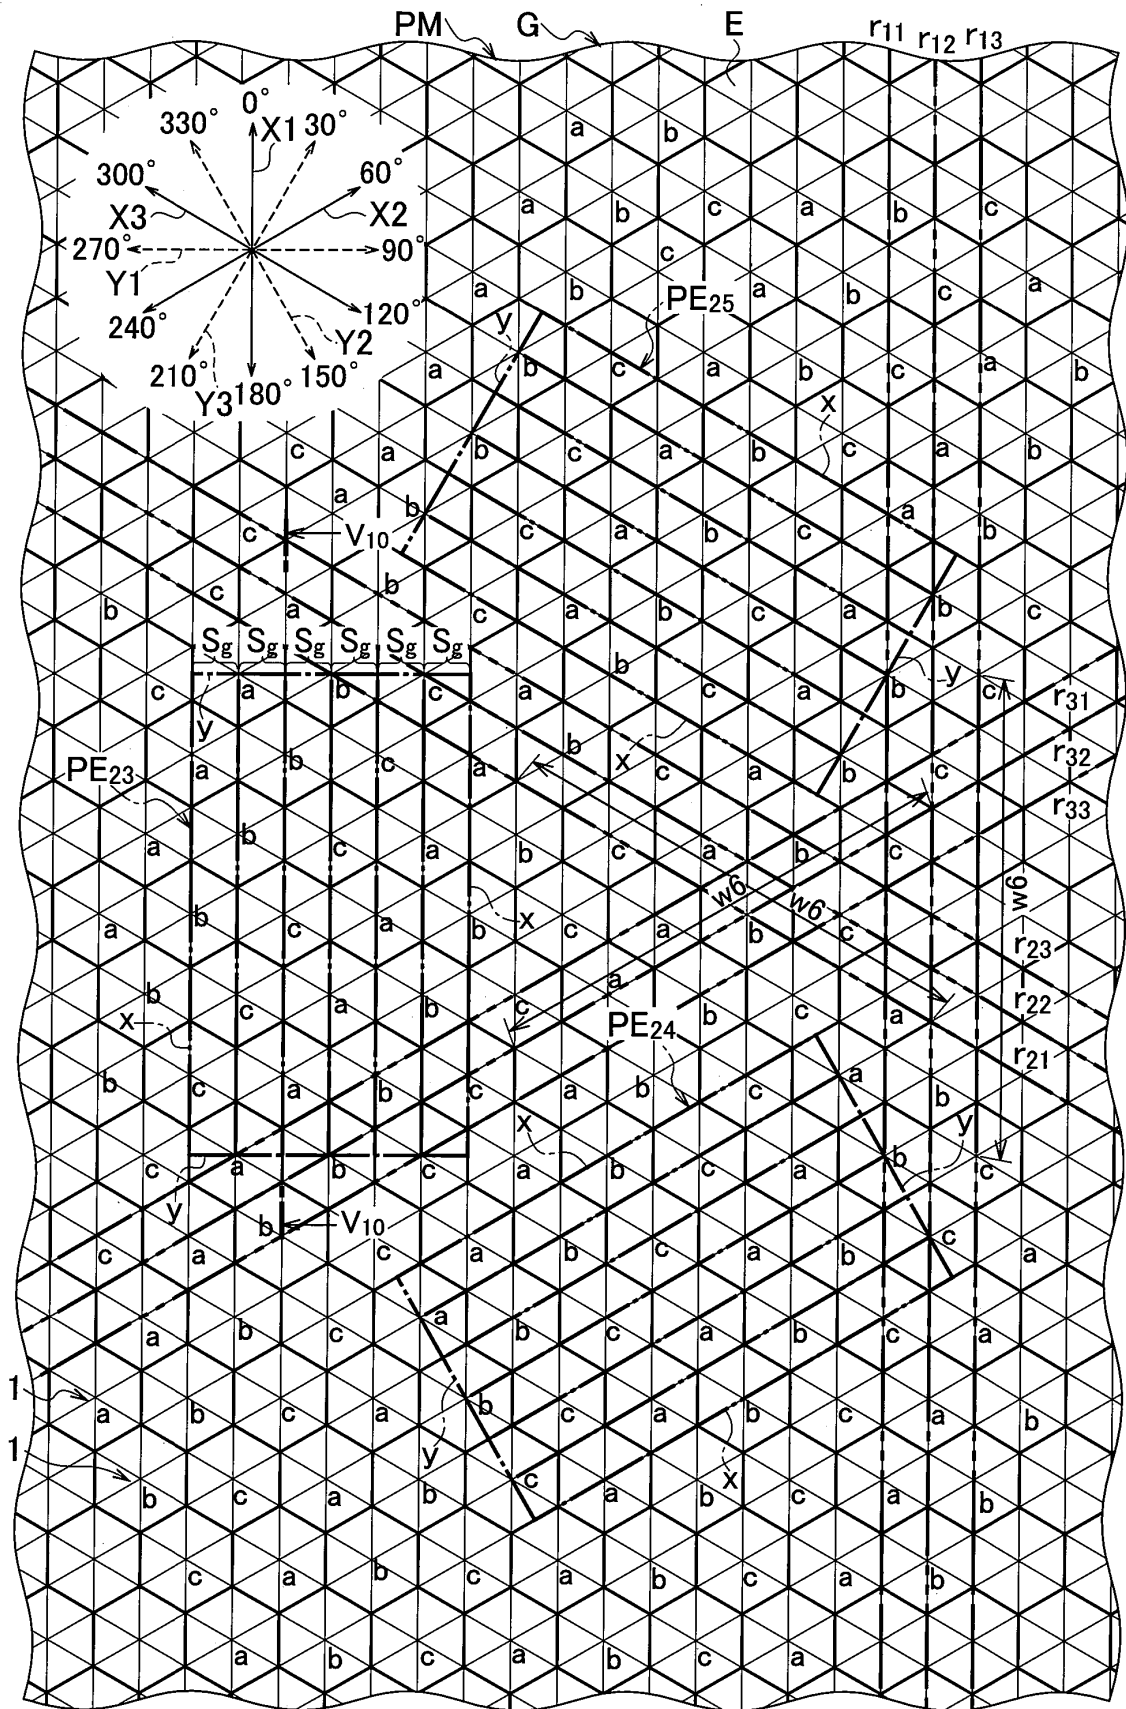 PM G E r11 r12 r13
0°
330° X1 30°
300° 60°
X3 X2
270° 90°
Y1
240° 120°
Y2
210° Y3 180° 150°
a b
a b c a b c
c
a b PE25 a b c a
y
a b c a b c a b
x
c a b c a b c a b
a b a
c V10 c a b c b
c b
b a c a b c a b c
Sg Sg Sg Sg Sg Sg
b y
c a b c a c a b c r31
y
b x
PE23 a b c a c a b c r32
r33
b
a c a b c a b c
w6 w6 w6
b x
a c a b c a b c r23
b a
x c a b c PE24 b c a r22
r21
b c a b c a b c a b
x y
c a b c a b c a b c
y
b V10 c
c a c a b c a b a
a b c a b c a b c a
1
a b c a y b c a b c a b
1
b c a b c a x b c a b
c a b c a b c a b
a b c a b c a